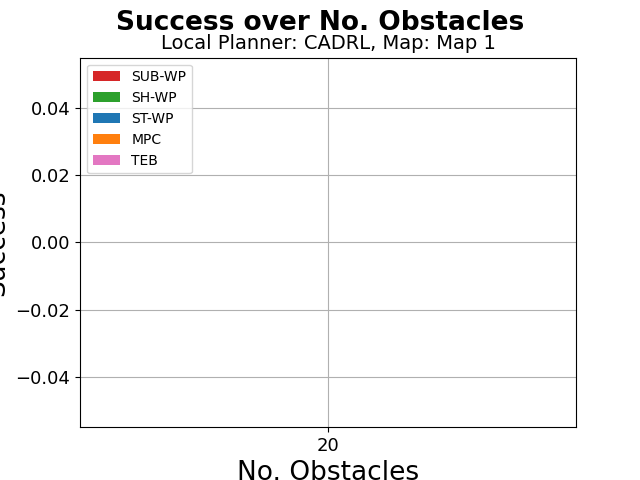 Success over No. Obstacles
Local Planner: CADRL, Map: Map 1
SUB-WP
SH-WP
ST-WP
MPC
TEB
0.04
0.02
0.00
−0.02
−0.04
Success
20
No. Obstacles